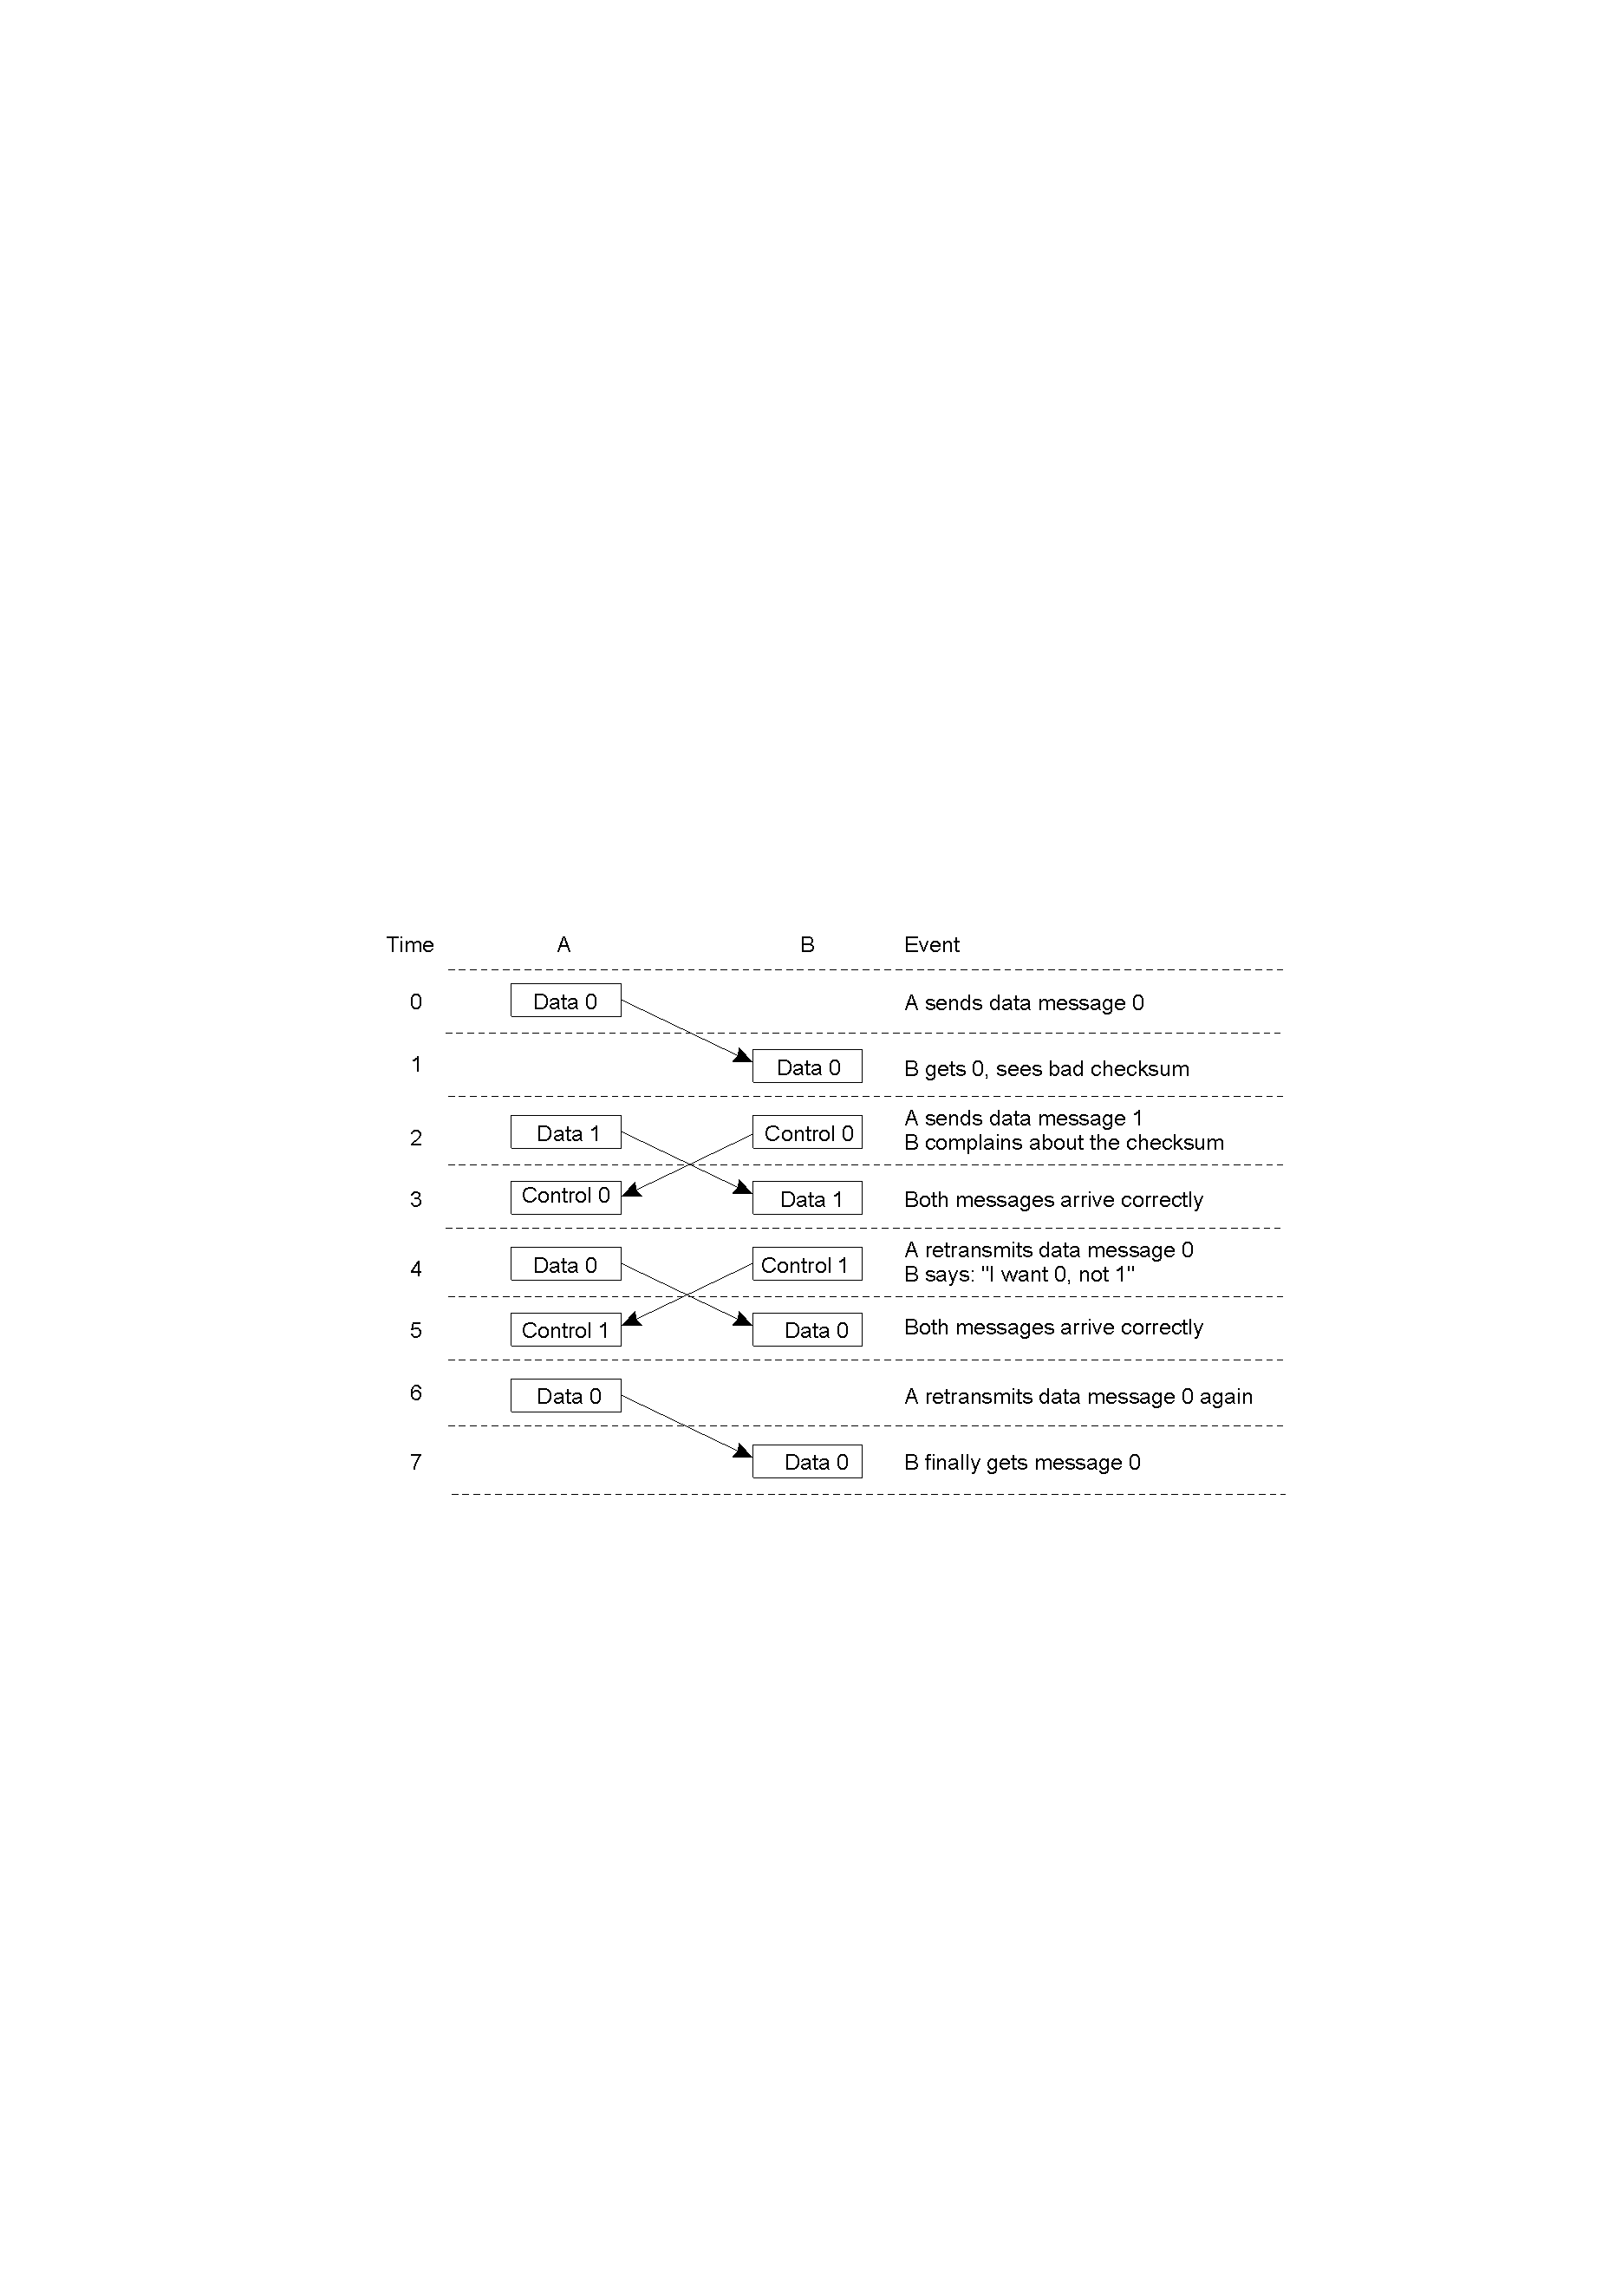 Time A B Event
0 Data 0 A sends data message 0
1 Data 0 B gets 0, sees bad checksum
2 Data 1 Control 0 A sends data message 1
B complains about the checksum
3 Control 0 Data 1 Both messages arrive correctly
4 Data 0 Control 1 A retransmits data message 0
B says: "I want 0, not 1"
5 Control 1 Data 0 Both messages arrive correctly
6 Data 0 A retransmits data message 0 again
7 Data 0 B finally gets message 0